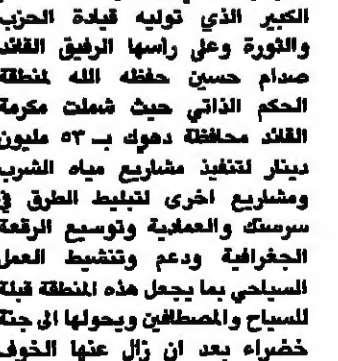 الكبير الذي توليه قيادة الحزب
والثورة وعلى راسها الرفيق القائد
صدام حسين حفظه الله لمنطقة
الحكم الذاتي حيث شملت مكرمة
القائد محافظة دهوك بـ ٥٣ مليون
دينار لتنفيذ مشاريع مياه الشرب
ومشاريع اخرى لتبليط الطرق في
سرسنك والعمادية وتوسيع الرقعة
الجغرافية ودعم وتنشيط العمل
السياحي بما يجعل هذه المنطقة قبلة
للسياح والمصطافين ويحولها الى جنة
خضراء بعد ان زال عنها الخوف